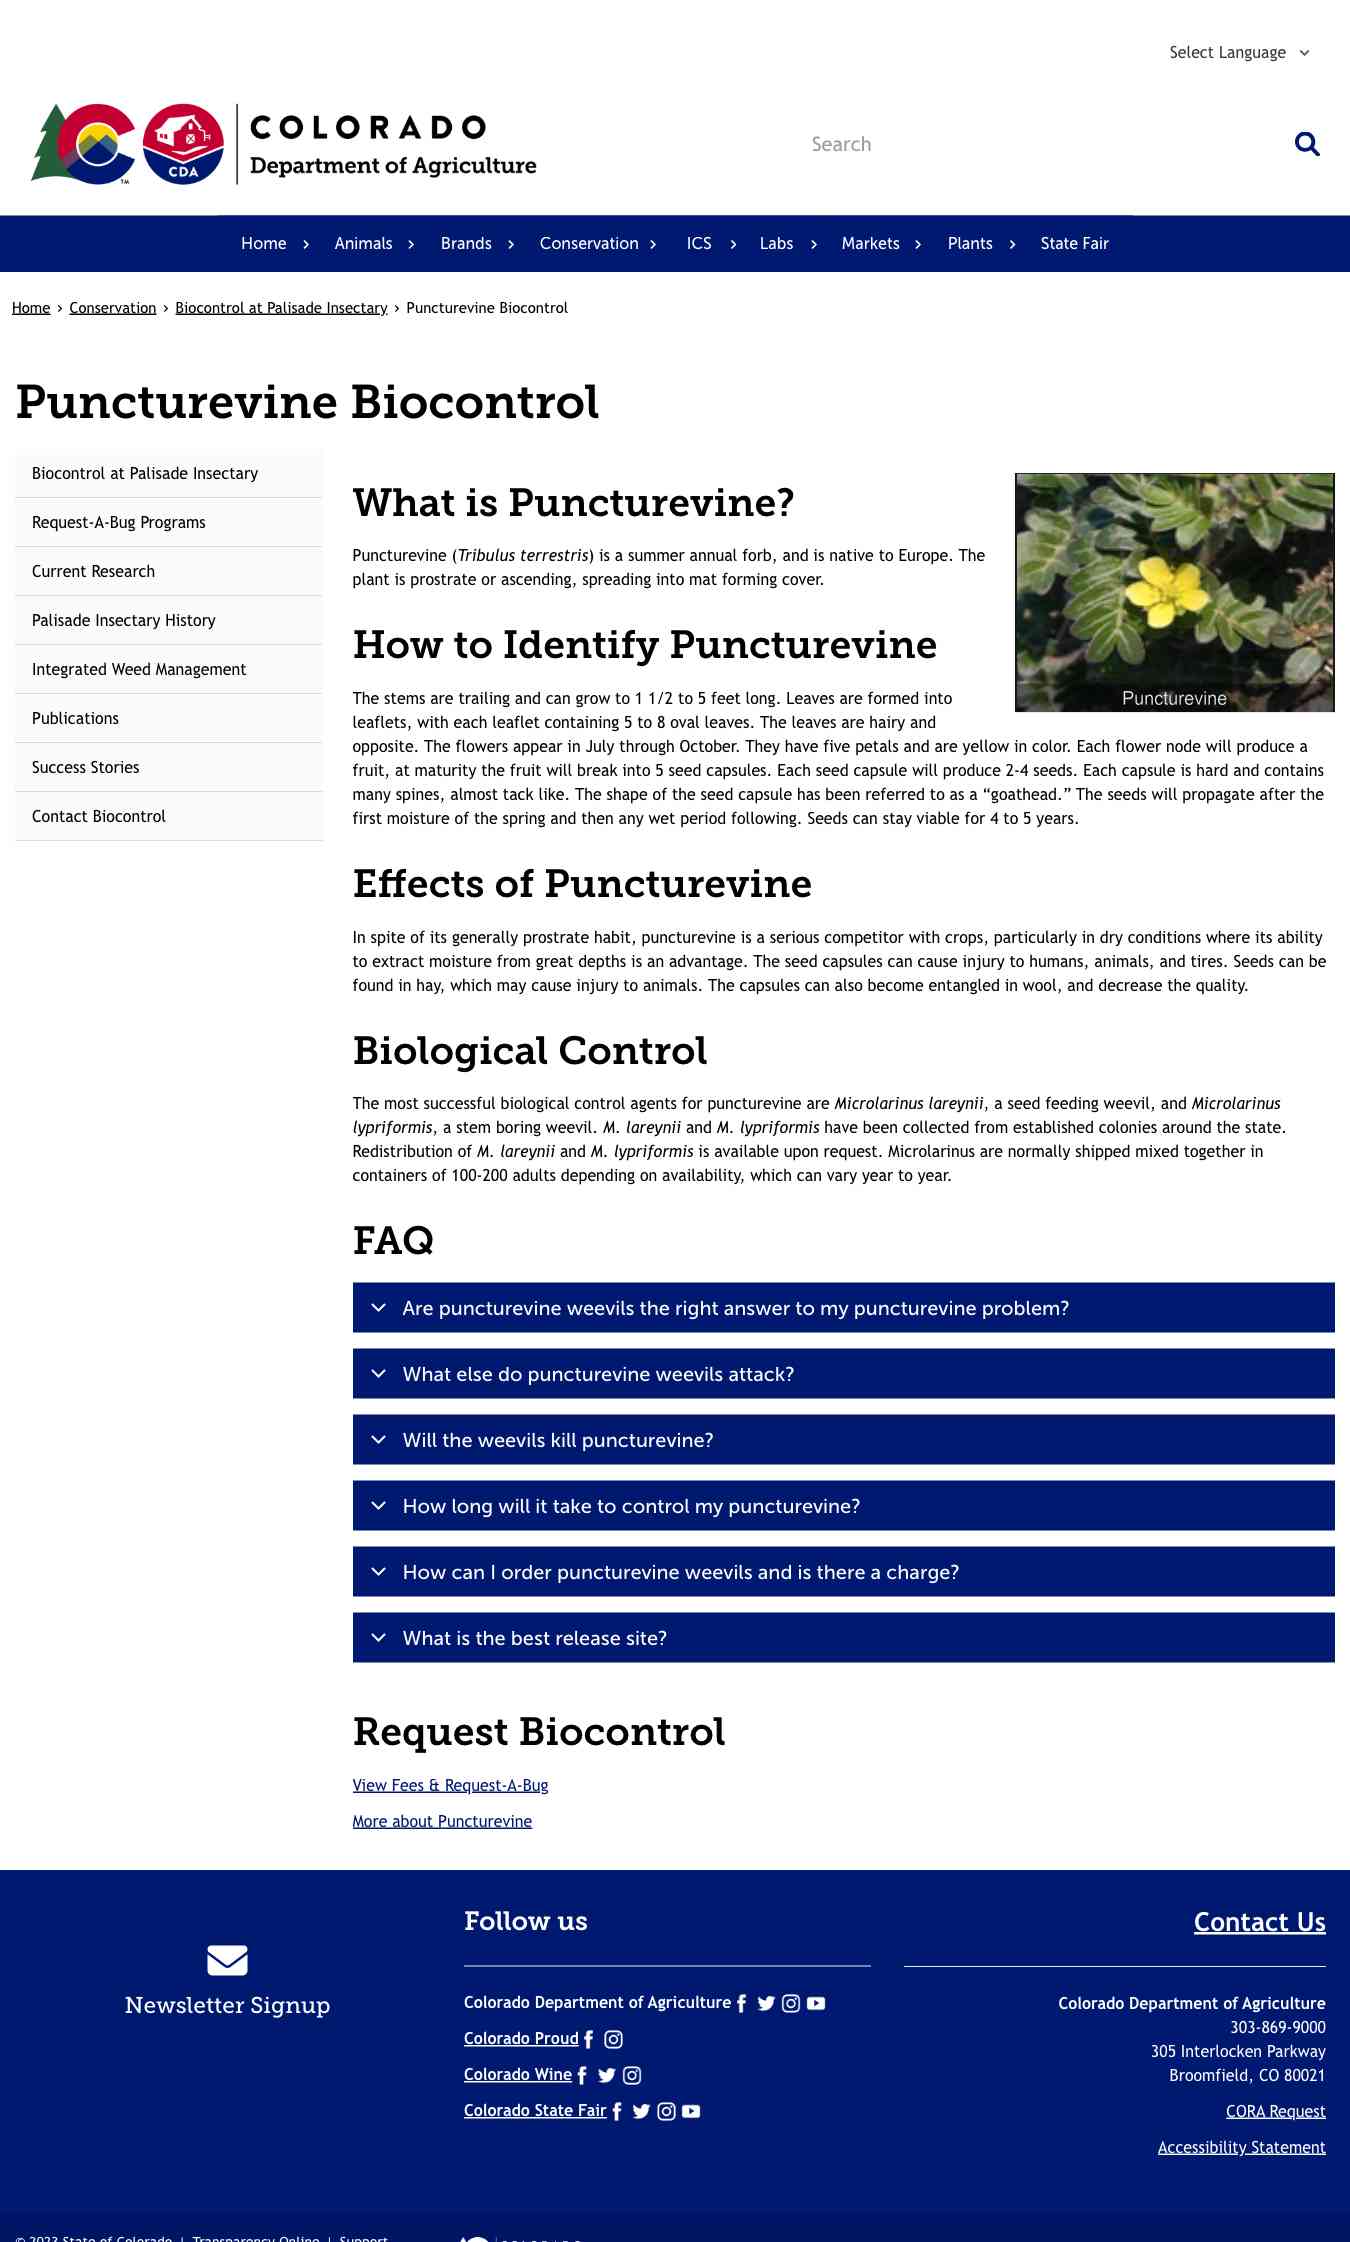 Select Language
TM
CDA
COLORADO
Department of Agriculture
Search
Home Animals Brands Conservation ICS Labs Markets Plants State Fair
Home › Conservation › Biocontrol at Palisade Insectary › Puncturevine Biocontrol
Puncturevine Biocontrol
Biocontrol at Palisade Insectary
Request-A-Bug Programs
Current Research
Palisade Insectary History
Integrated Weed Management
Publications
Success Stories
Contact Biocontrol
What is Puncturevine?
Puncturevine (Tribulus terrestris) is a summer annual forb, and is native to Europe. The
plant is prostrate or ascending, spreading into mat forming cover.
Puncturevine
How to Identify Puncturevine
The stems are trailing and can grow to 1 1/2 to 5 feet long. Leaves are formed into
leaflets, with each leaflet containing 5 to 8 oval leaves. The leaves are hairy and
opposite. The flowers appear in July through October. They have five petals and are yellow in color. Each flower node will produce a
fruit, at maturity the fruit will break into 5 seed capsules. Each seed capsule will produce 2-4 seeds. Each capsule is hard and contains
many spines, almost tack like. The shape of the seed capsule has been referred to as a “goathead.” The seeds will propagate after the
first moisture of the spring and then any wet period following. Seeds can stay viable for 4 to 5 years.
Effects of Puncturevine
In spite of its generally prostrate habit, puncturevine is a serious competitor with crops, particularly in dry conditions where its ability
to extract moisture from great depths is an advantage. The seed capsules can cause injury to humans, animals, and tires. Seeds can be
found in hay, which may cause injury to animals. The capsules can also become entangled in wool, and decrease the quality.
Biological Control
The most successful biological control agents for puncturevine are Microlarinus lareynii, a seed feeding weevil, and Microlarinus
lypriformis, a stem boring weevil. M. lareynii and M. lypriformis have been collected from established colonies around the state.
Redistribution of M. lareynii and M. lypriformis is available upon request. Microlarinus are normally shipped mixed together in
containers of 100-200 adults depending on availability, which can vary year to year.
FAQ
Are puncturevine weevils the right answer to my puncturevine problem?
What else do puncturevine weevils attack?
Will the weevils kill puncturevine?
How long will it take to control my puncturevine?
How can I order puncturevine weevils and is there a charge?
What is the best release site?
Request Biocontrol
View Fees & Request-A-Bug
More about Puncturevine
Newsletter Signup
Follow us
Colorado Department of Agriculture
Colorado Proud
Colorado Wine
Colorado State Fair
Contact Us
Colorado Department of Agriculture
303-869-9000
305 Interlocken Parkway
Broomfield, CO 80021
CORA Request
Accessibility Statement
© 2023 State of Colorado | Transparency Online | Support
COLORADO